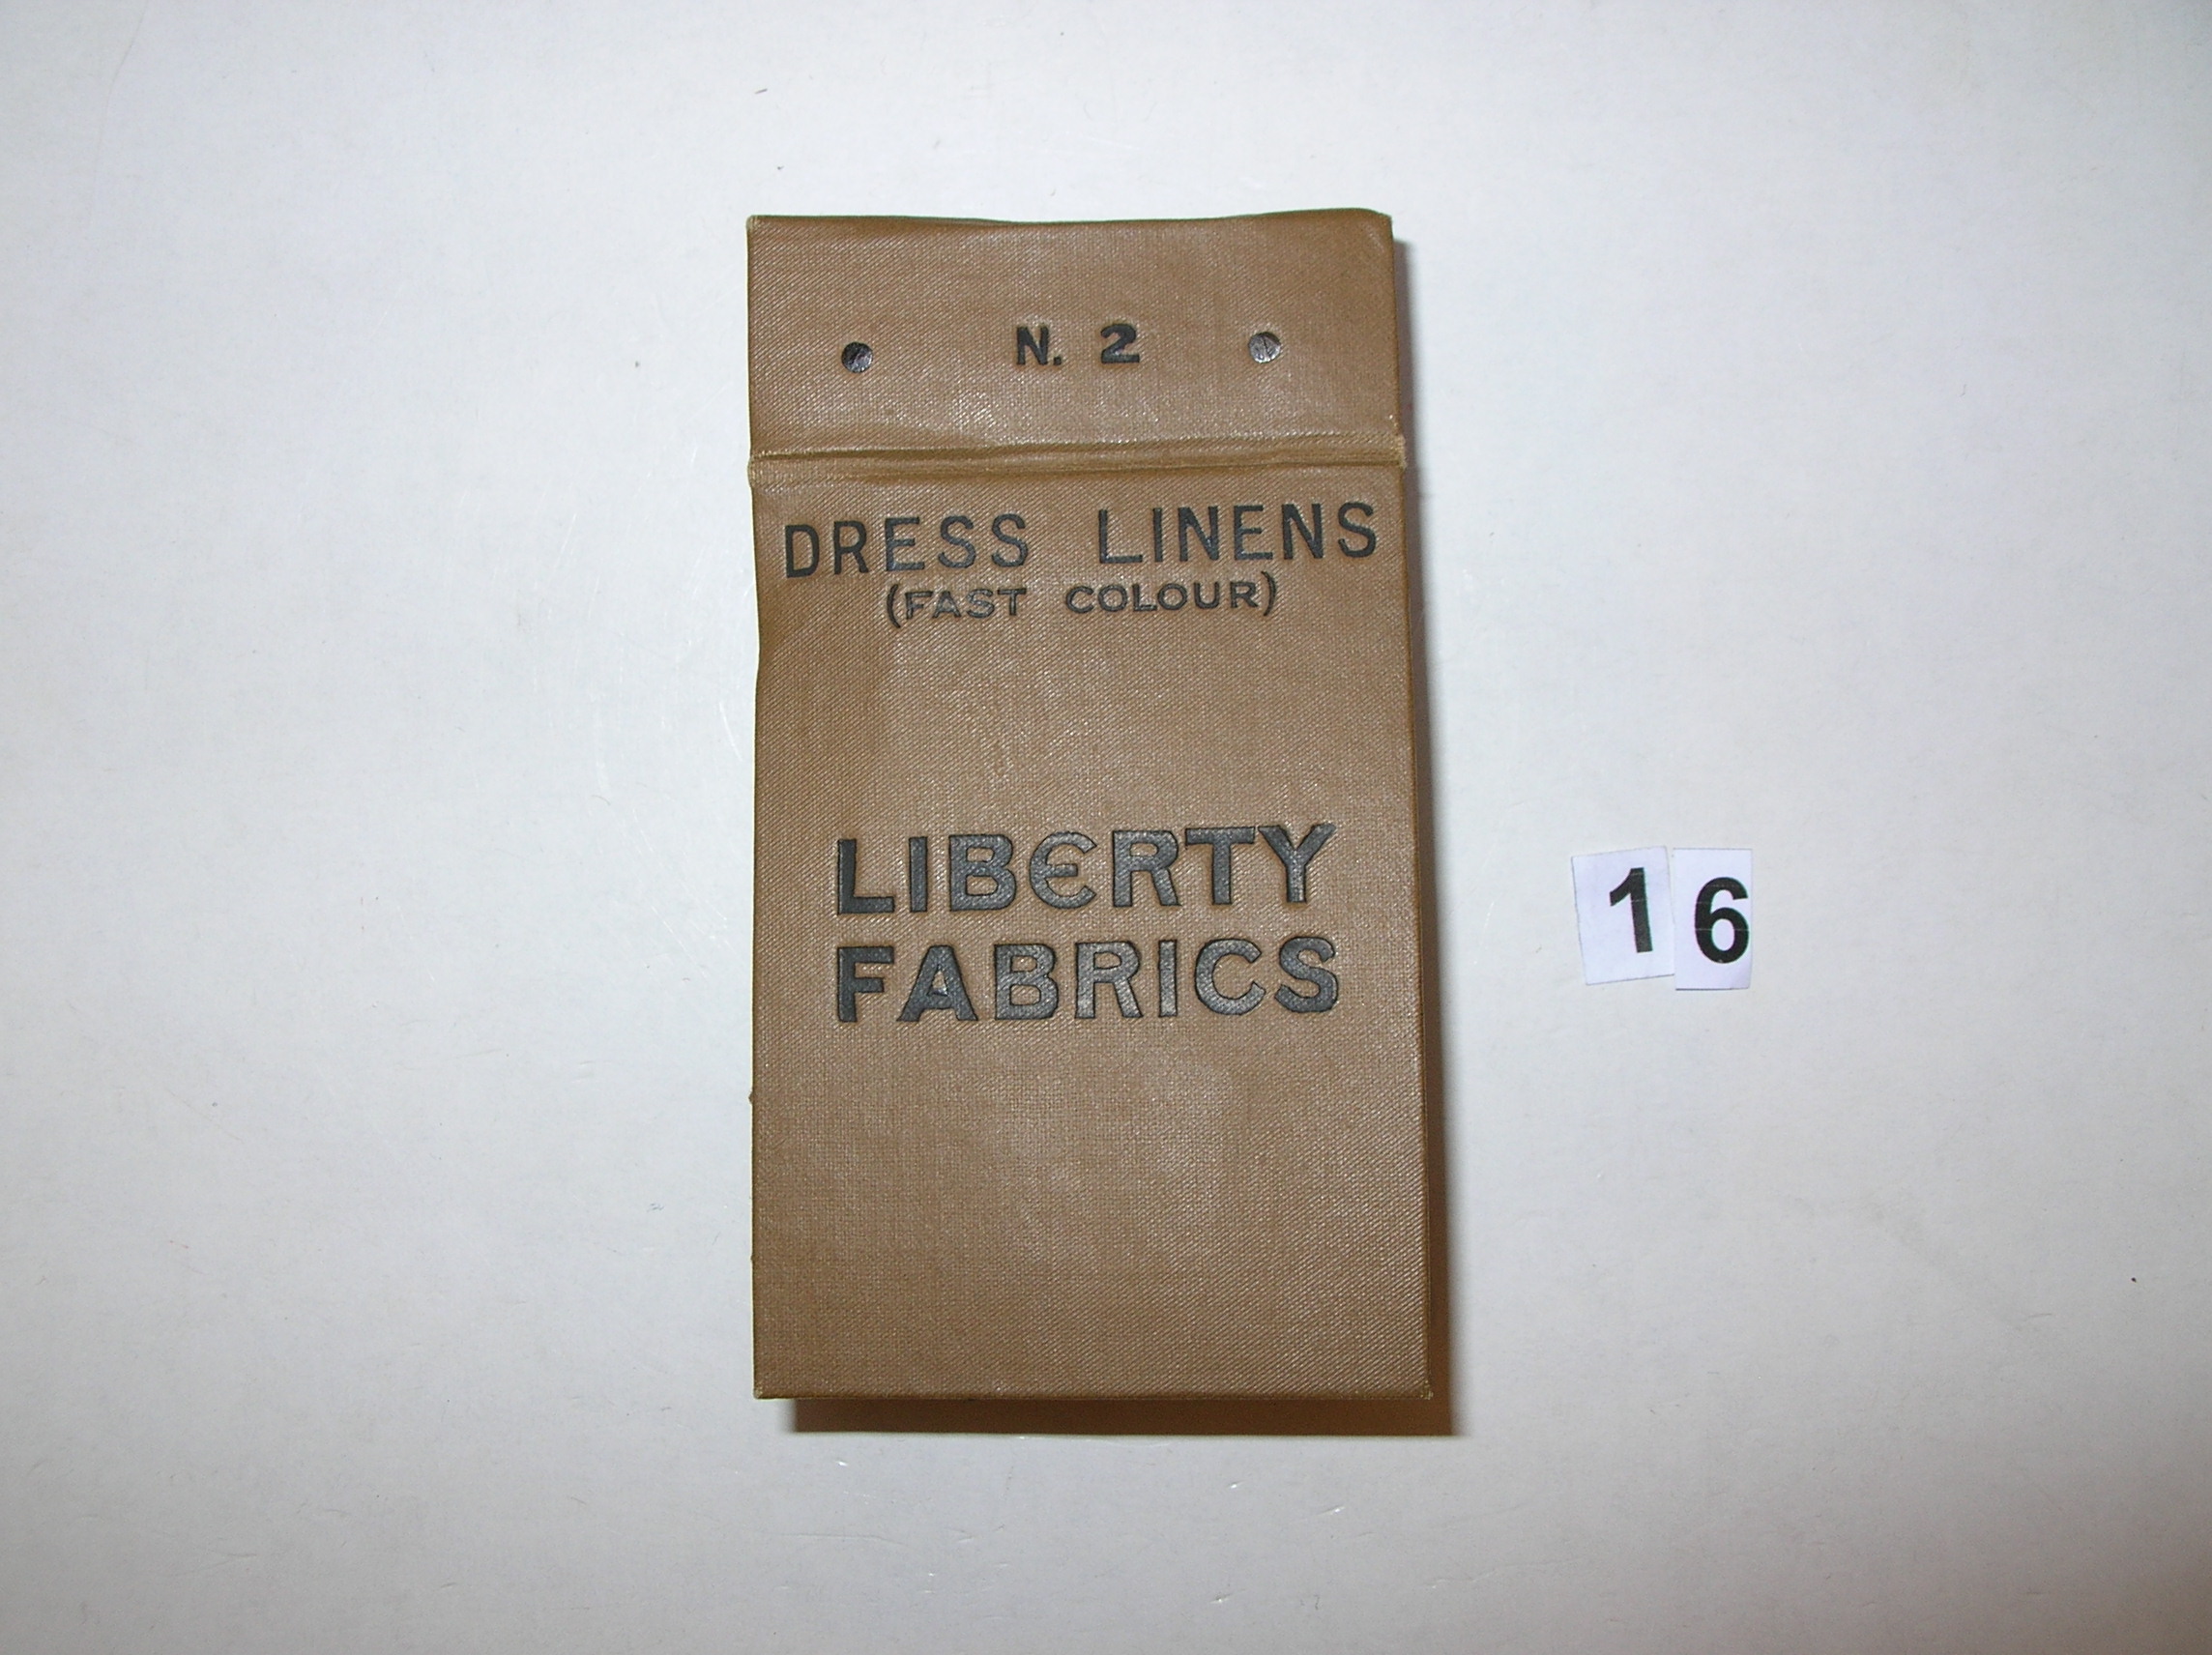 N. 2
DRESS LINENS
(FAST COLOUR)
LIBERTY
FABRICS
16